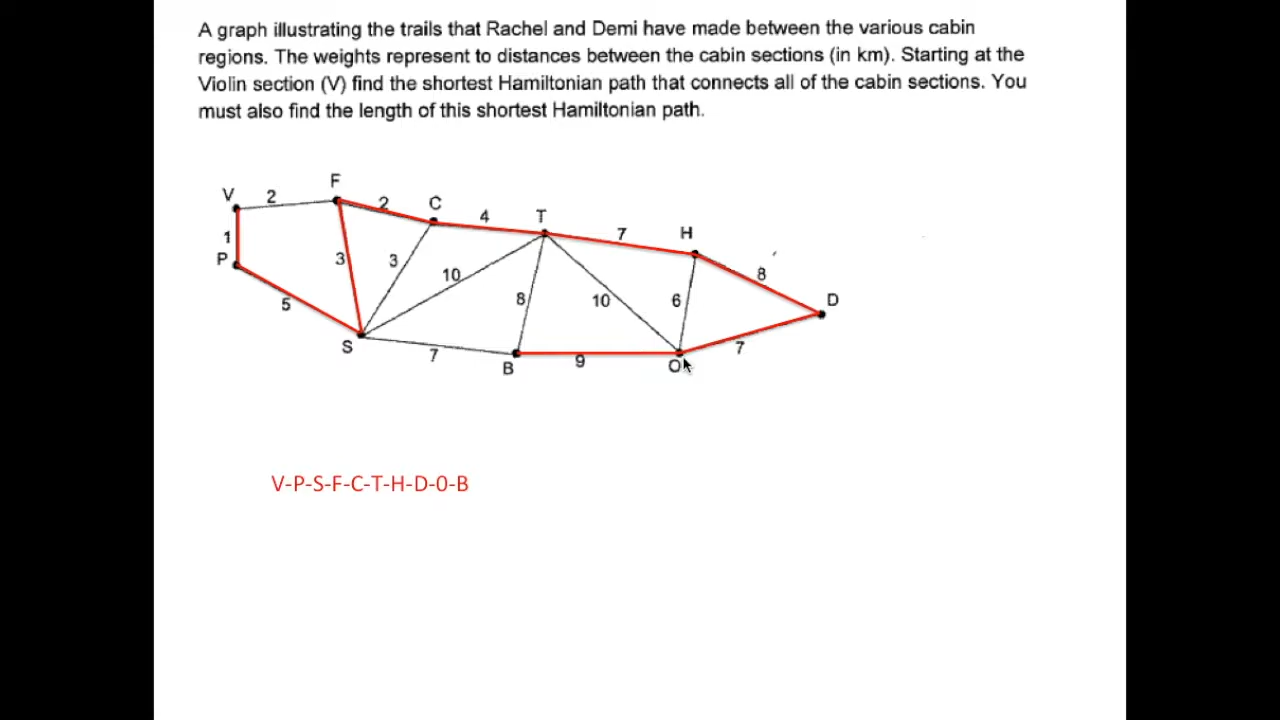 A graph illustrating the trails that Rachel and Demi have made between the various cabin
regions. The weights represent to distances between the cabin sections (in km). Starting at the
Violin section (V) find the shortest Hamiltonian path that connects all of the cabin sections. You
must also find the length of this shortest Hamiltonian path.
F
V 2
2 C
4 T
7 H
1
P
3 3
10
8
10
6
8
D
5
S
7
B
9
O
7
V-P-S-F-C-T-H-D-0-B